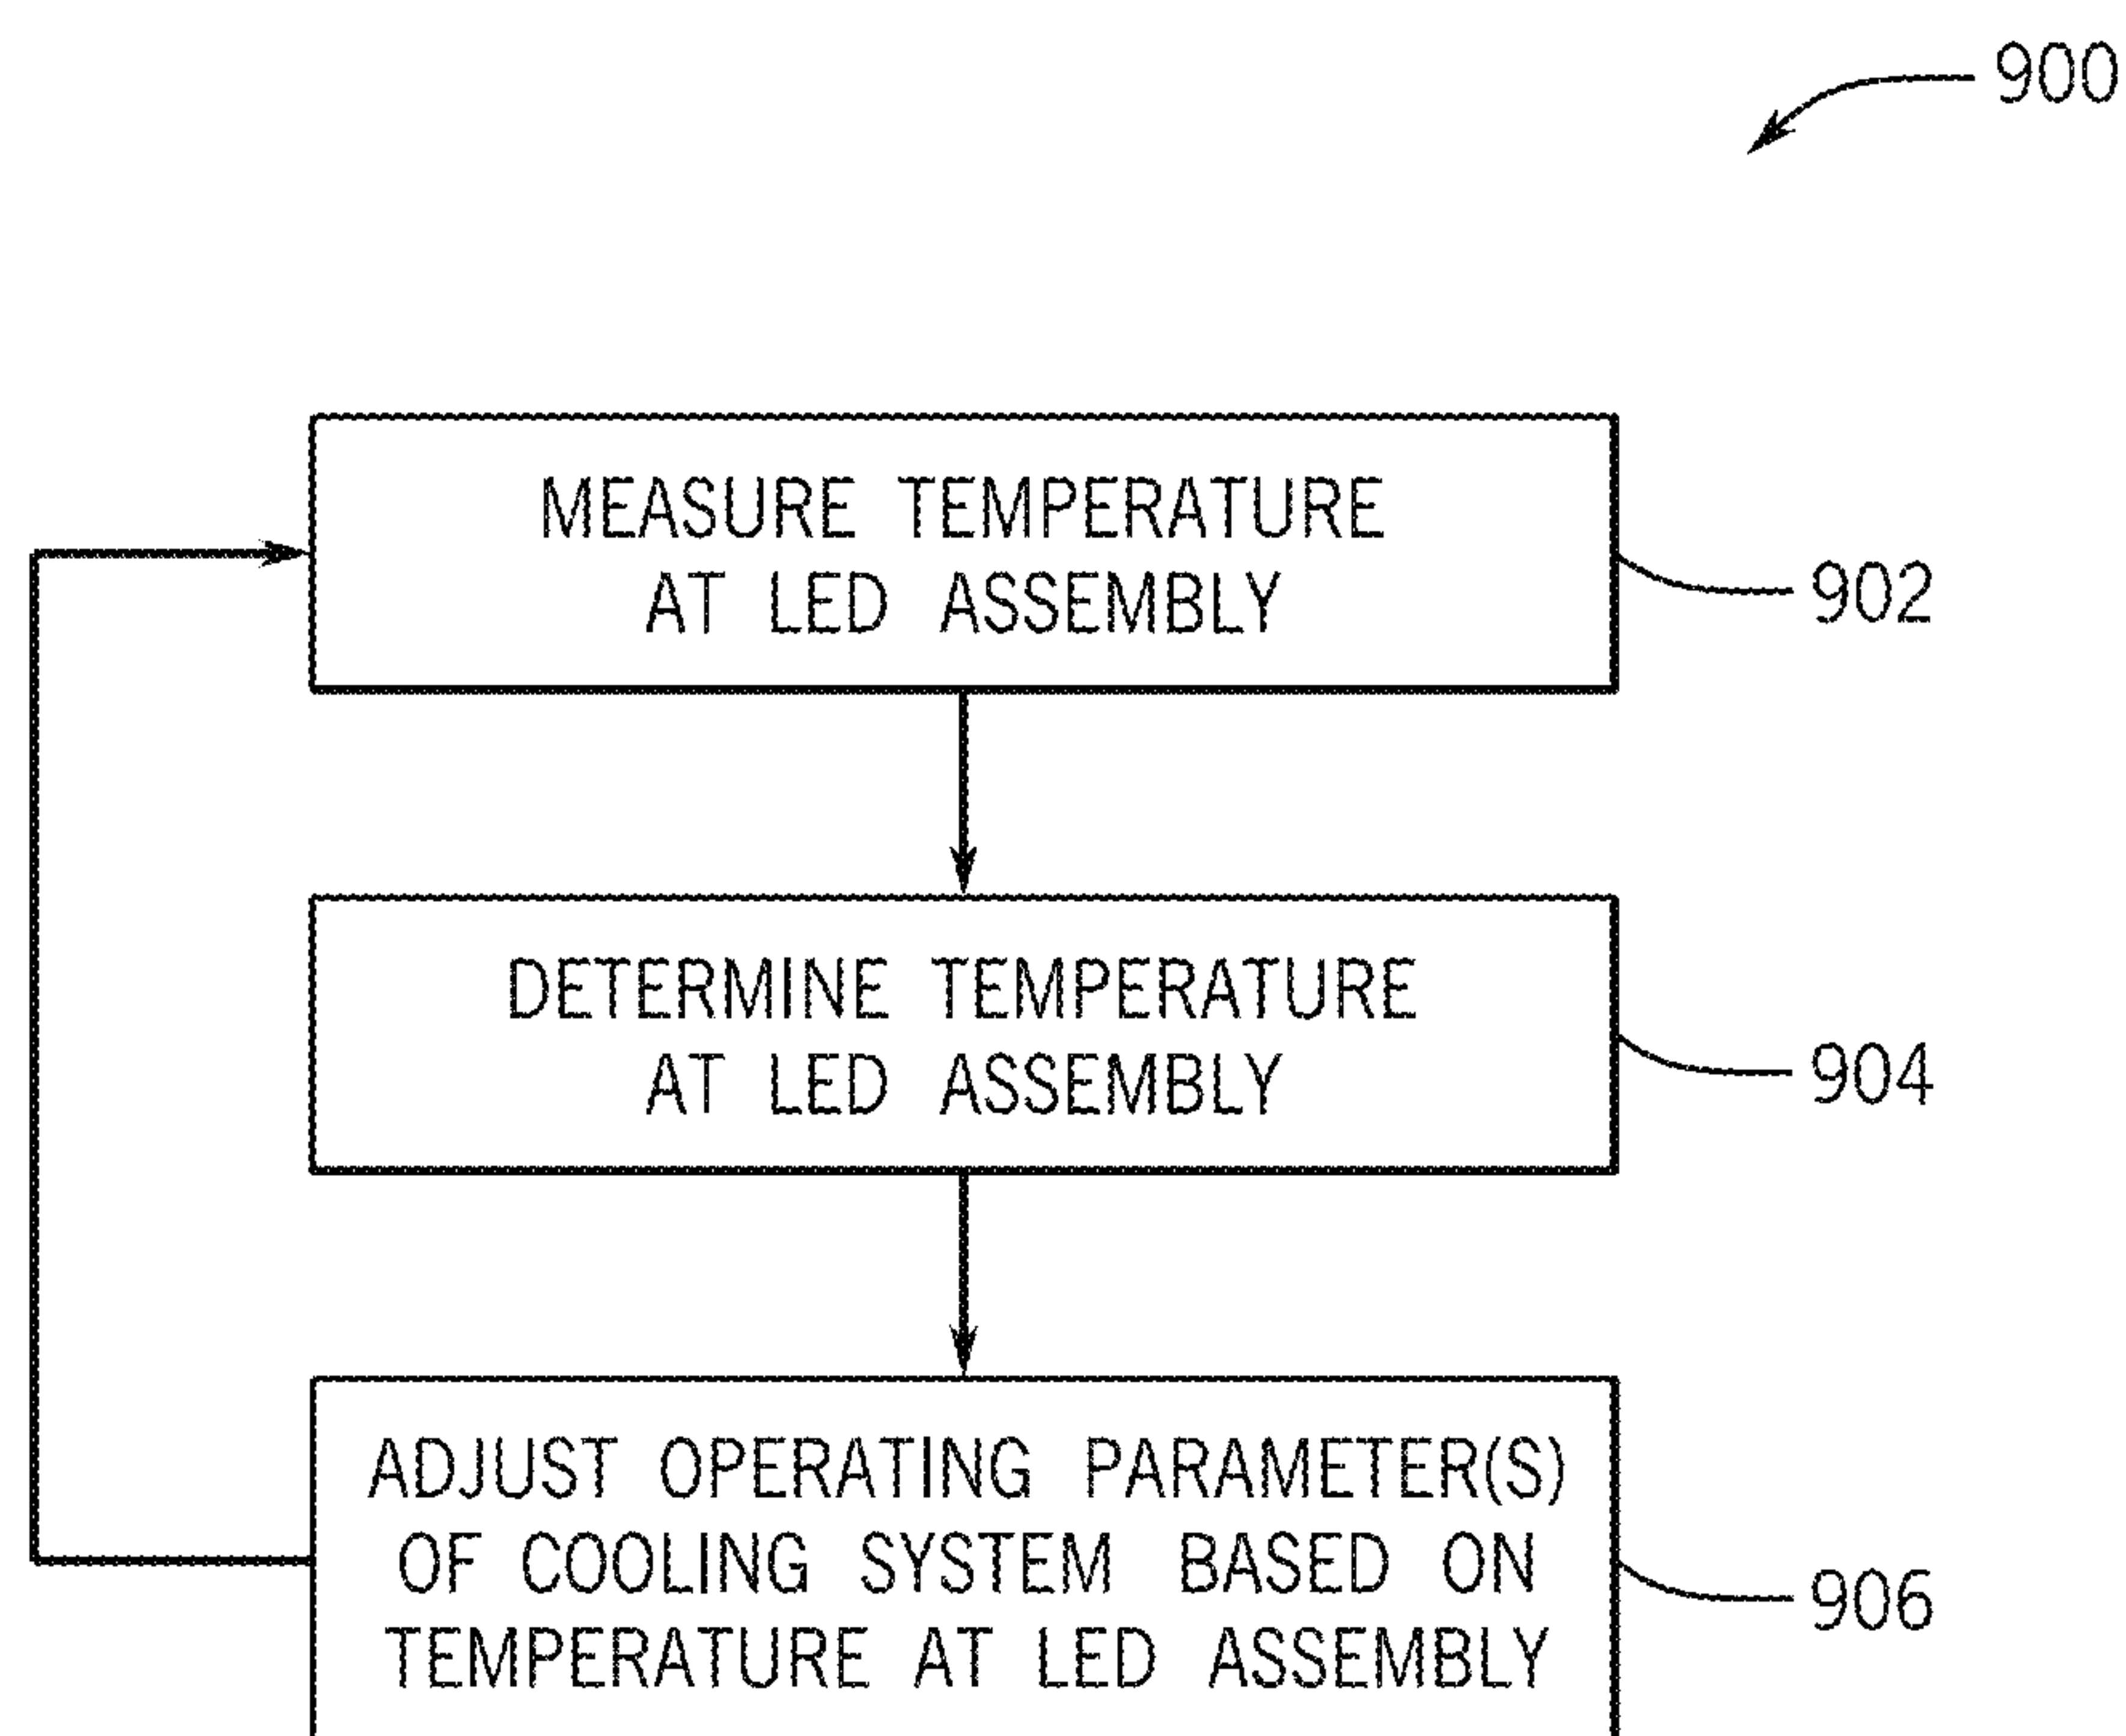 900
MEASURE TEMPERATURE
AT LED ASSEMBLY
902
DETERMINE TEMPERATURE
AT LED ASSEMBLY
904
ADJUST OPERATING PARAMETER(S)
OF COOLING SYSTEM BASED ON
TEMPERATURE AT LED ASSEMBLY
906